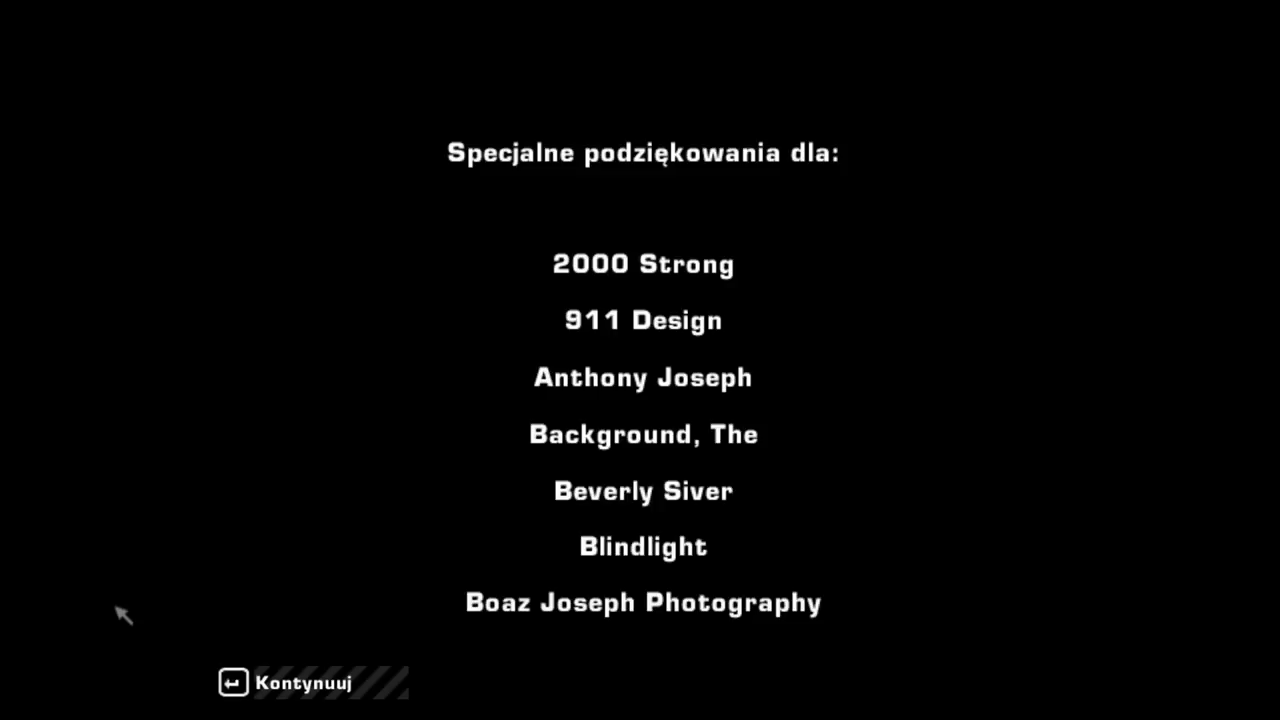 Specjalne podziękowania dla:
2000 Strong
911 Design
Anthony Joseph
Background, The
Beverly Siver
Blindlight
Boaz Joseph Photography
Kontynuuj